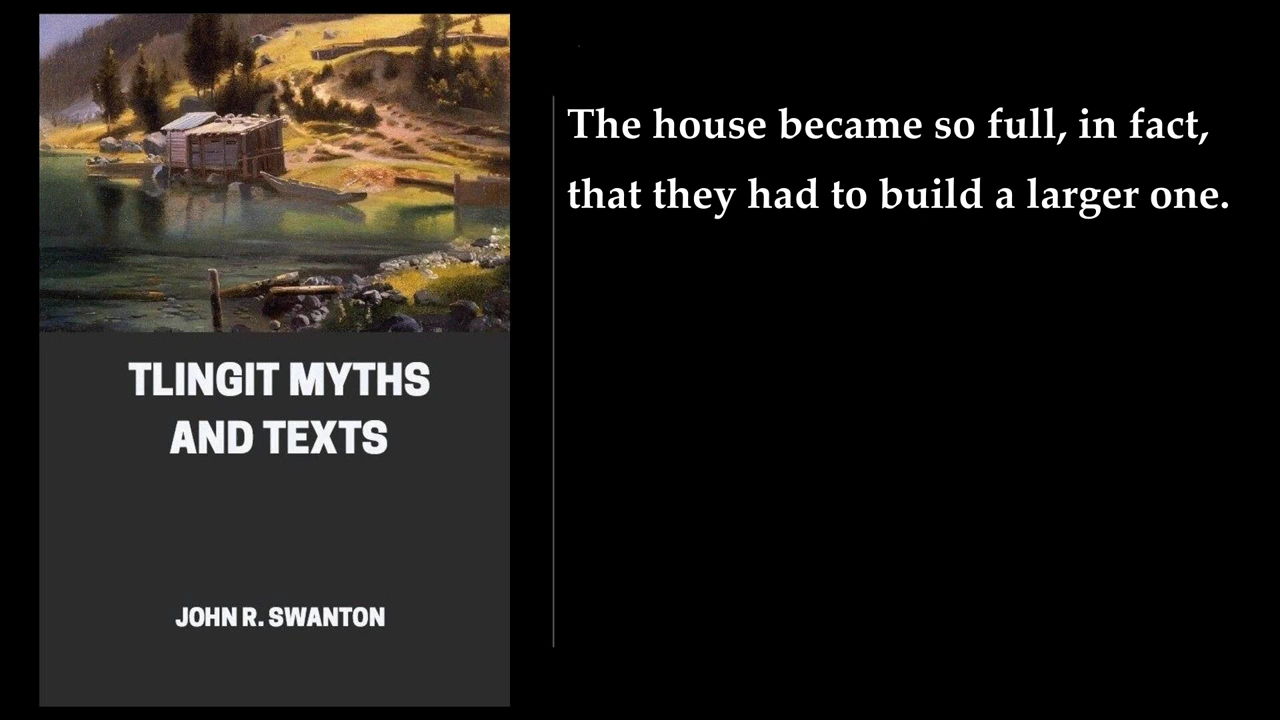 The house became so full, in fact,
that they had to build a larger one.
TLINGIT MYTHS
AND TEXTS
JOHN R. SWANTON